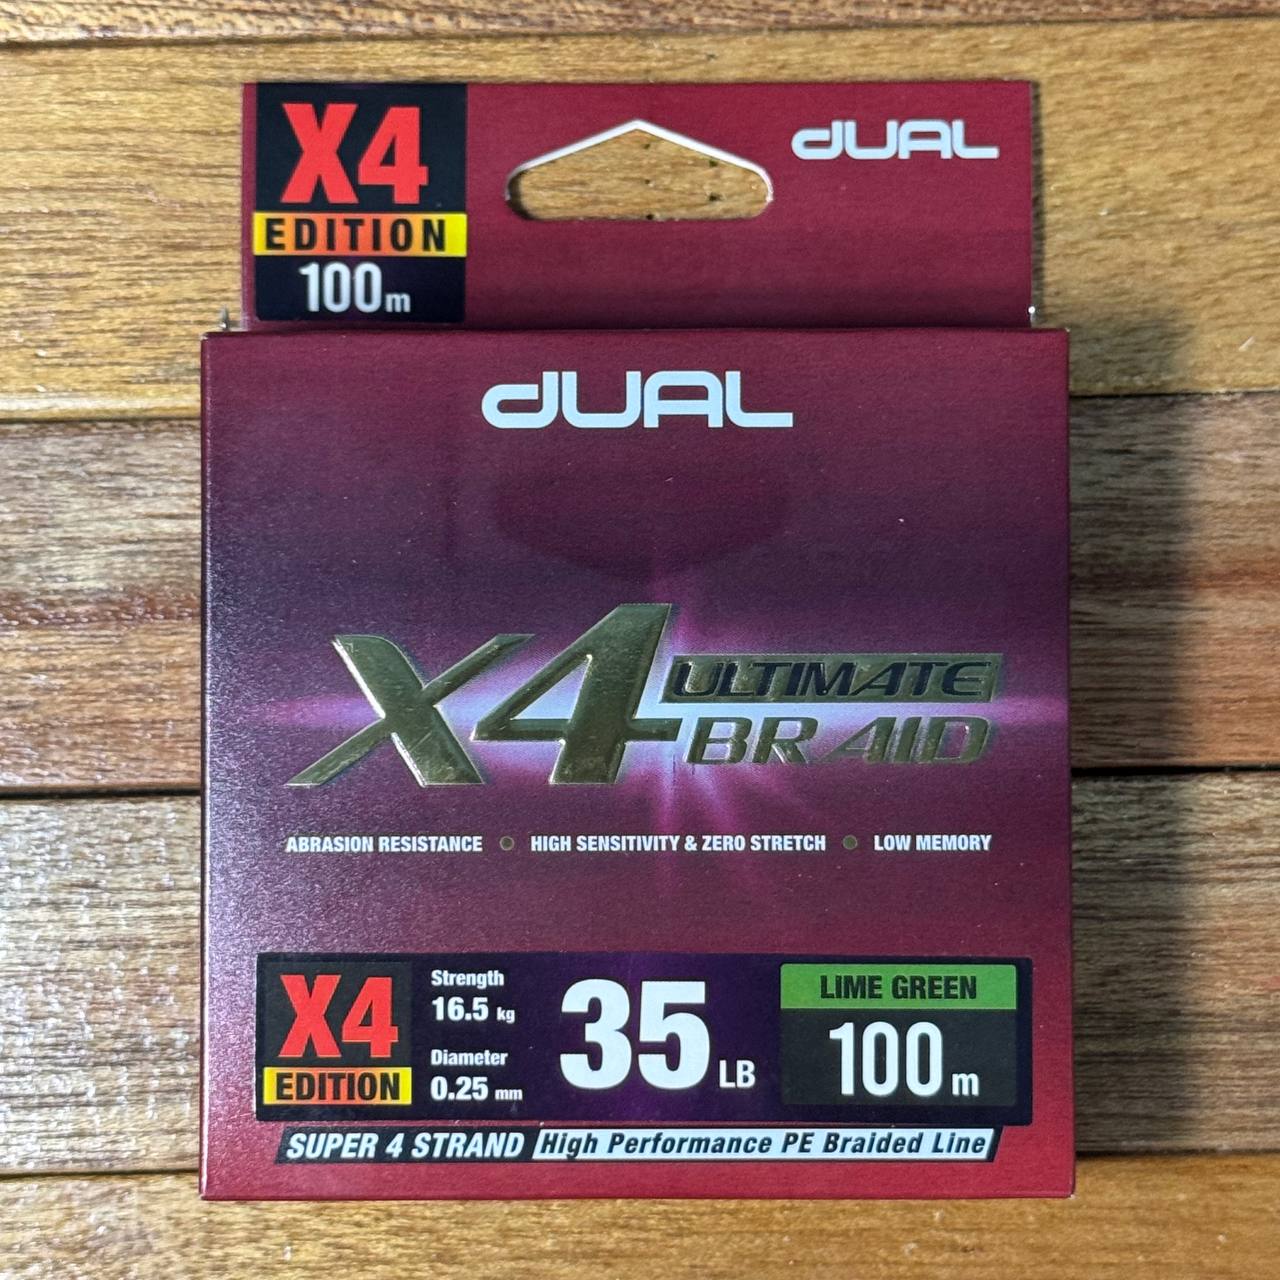 X4
EDITION
100m
dUAL
dUAL
X4 ULTIMATE
BRAID
ABRASION RESISTANCE • HIGH SENSITIVITY & ZERO STRETCH • LOW MEMORY
X4
EDITION
Strength
16.5 kg
Diameter
0.25 mm
35 LB
LIME GREEN
100 m
SUPER 4 STRAND High Performance PE Braided Line